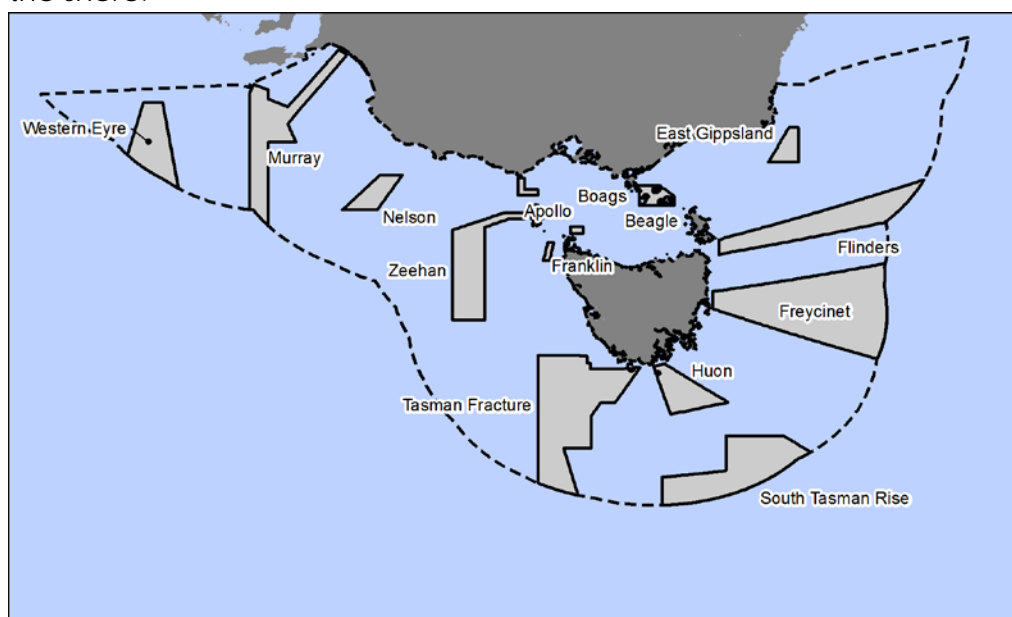 Western Eyre
East Gippsland
Murray
Boags
Nelson
Apollo
Beagle
Flinders
Zeehan
Franklin
Freycinet
Huon
Tasman Fracture
South Tasman Rise